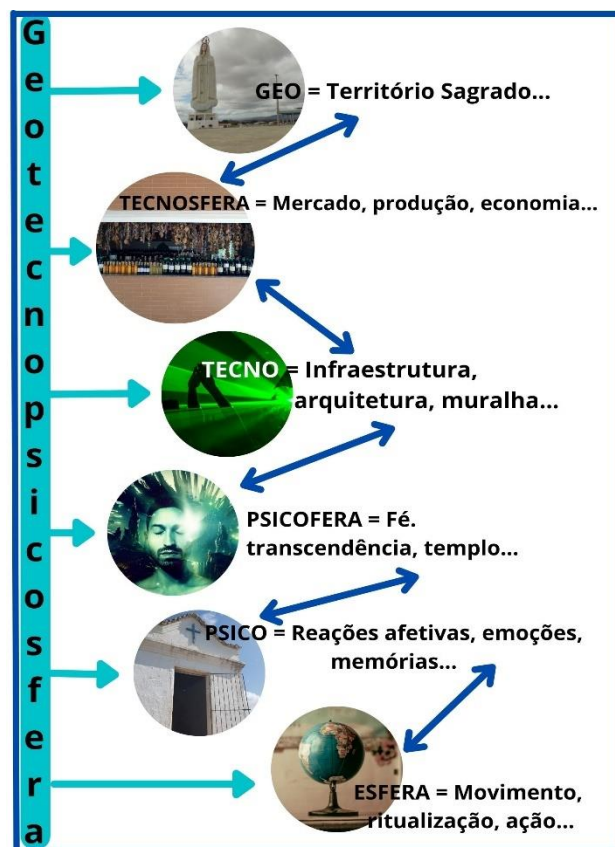 Geotecnopsicosfera
GEO = Território Sagrado...
TECNOSFERA = Mercado, produção, economia...
TECNO = Infraestrutura,
arquitetura, muralha...
PSICOFERA = Fé.
transcendência, templo...
PSICO = Reações afetivas, emoções,
memórias...
ESFERA = Movimento,
ritualização, ação...